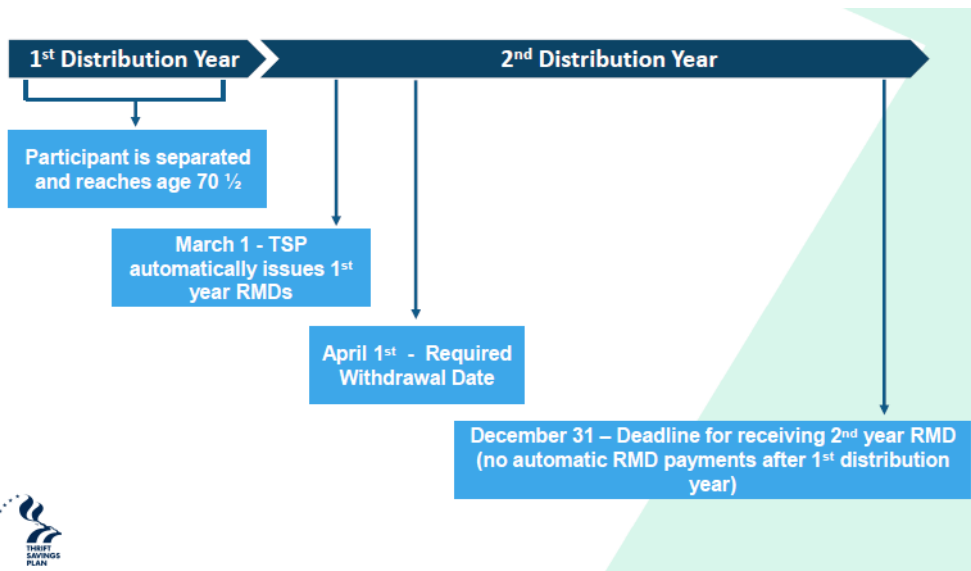 1st Distribution Year
2nd Distribution Year
Participant is separated
and reaches age 70 ½
March 1 - TSP
automatically issues 1st
year RMDs
April 1st - Required
Withdrawal Date
December 31 – Deadline for receiving 2nd year RMD
(no automatic RMD payments after 1st distribution
year)
THRIFT
SAVINGS
PLAN